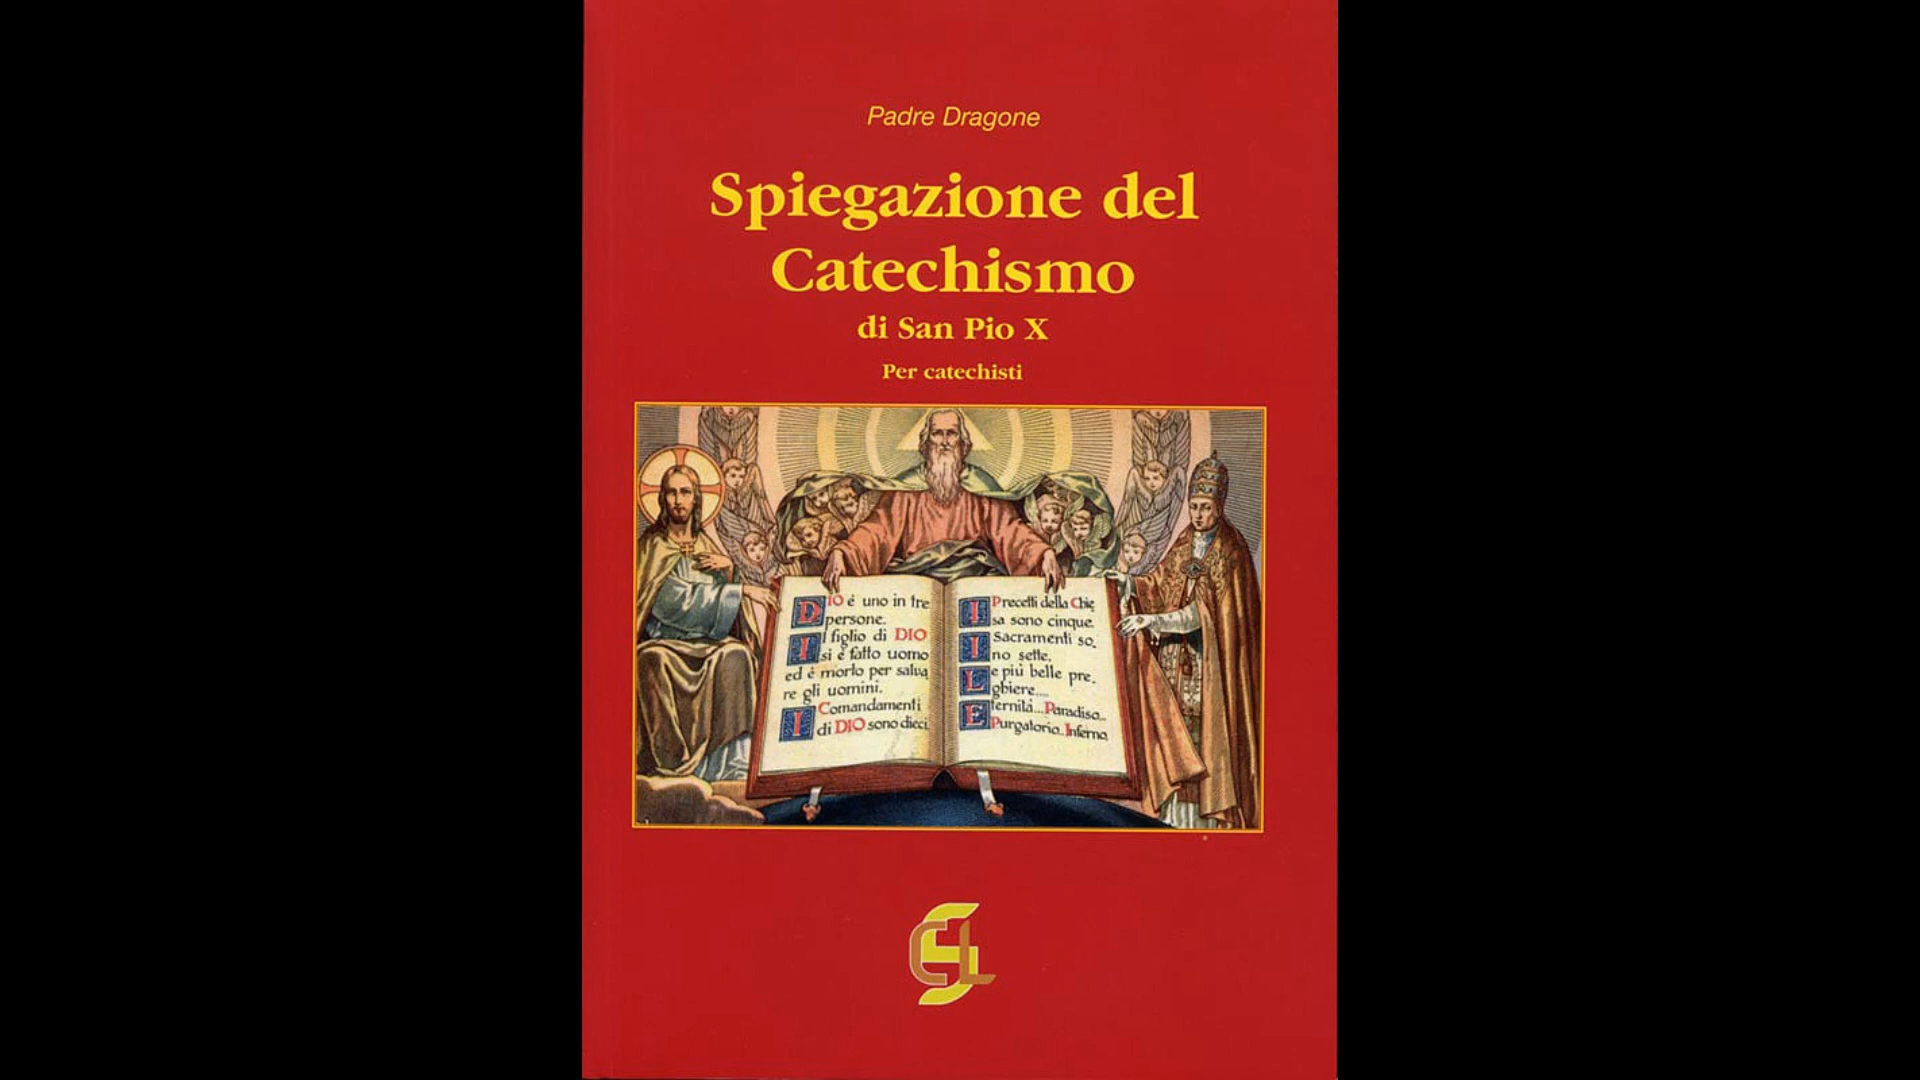 Padre Dragone
Spiegazione del
Catechismo
di San Pio X
Per catechisti
DIO é uno in tre
persone.
Il figlio di DIO
si é fatto uomo
ed é morto per salva
re gli uomini.
I Comandamenti
di DIO sono dieci.
I Precetti della Chie
sa sono cinque.
I Sacramenti so-
no sette.
Le più belle pre-
ghiere....
Eternità...Paradiso...
Purgatorio..Inferno.
CSL